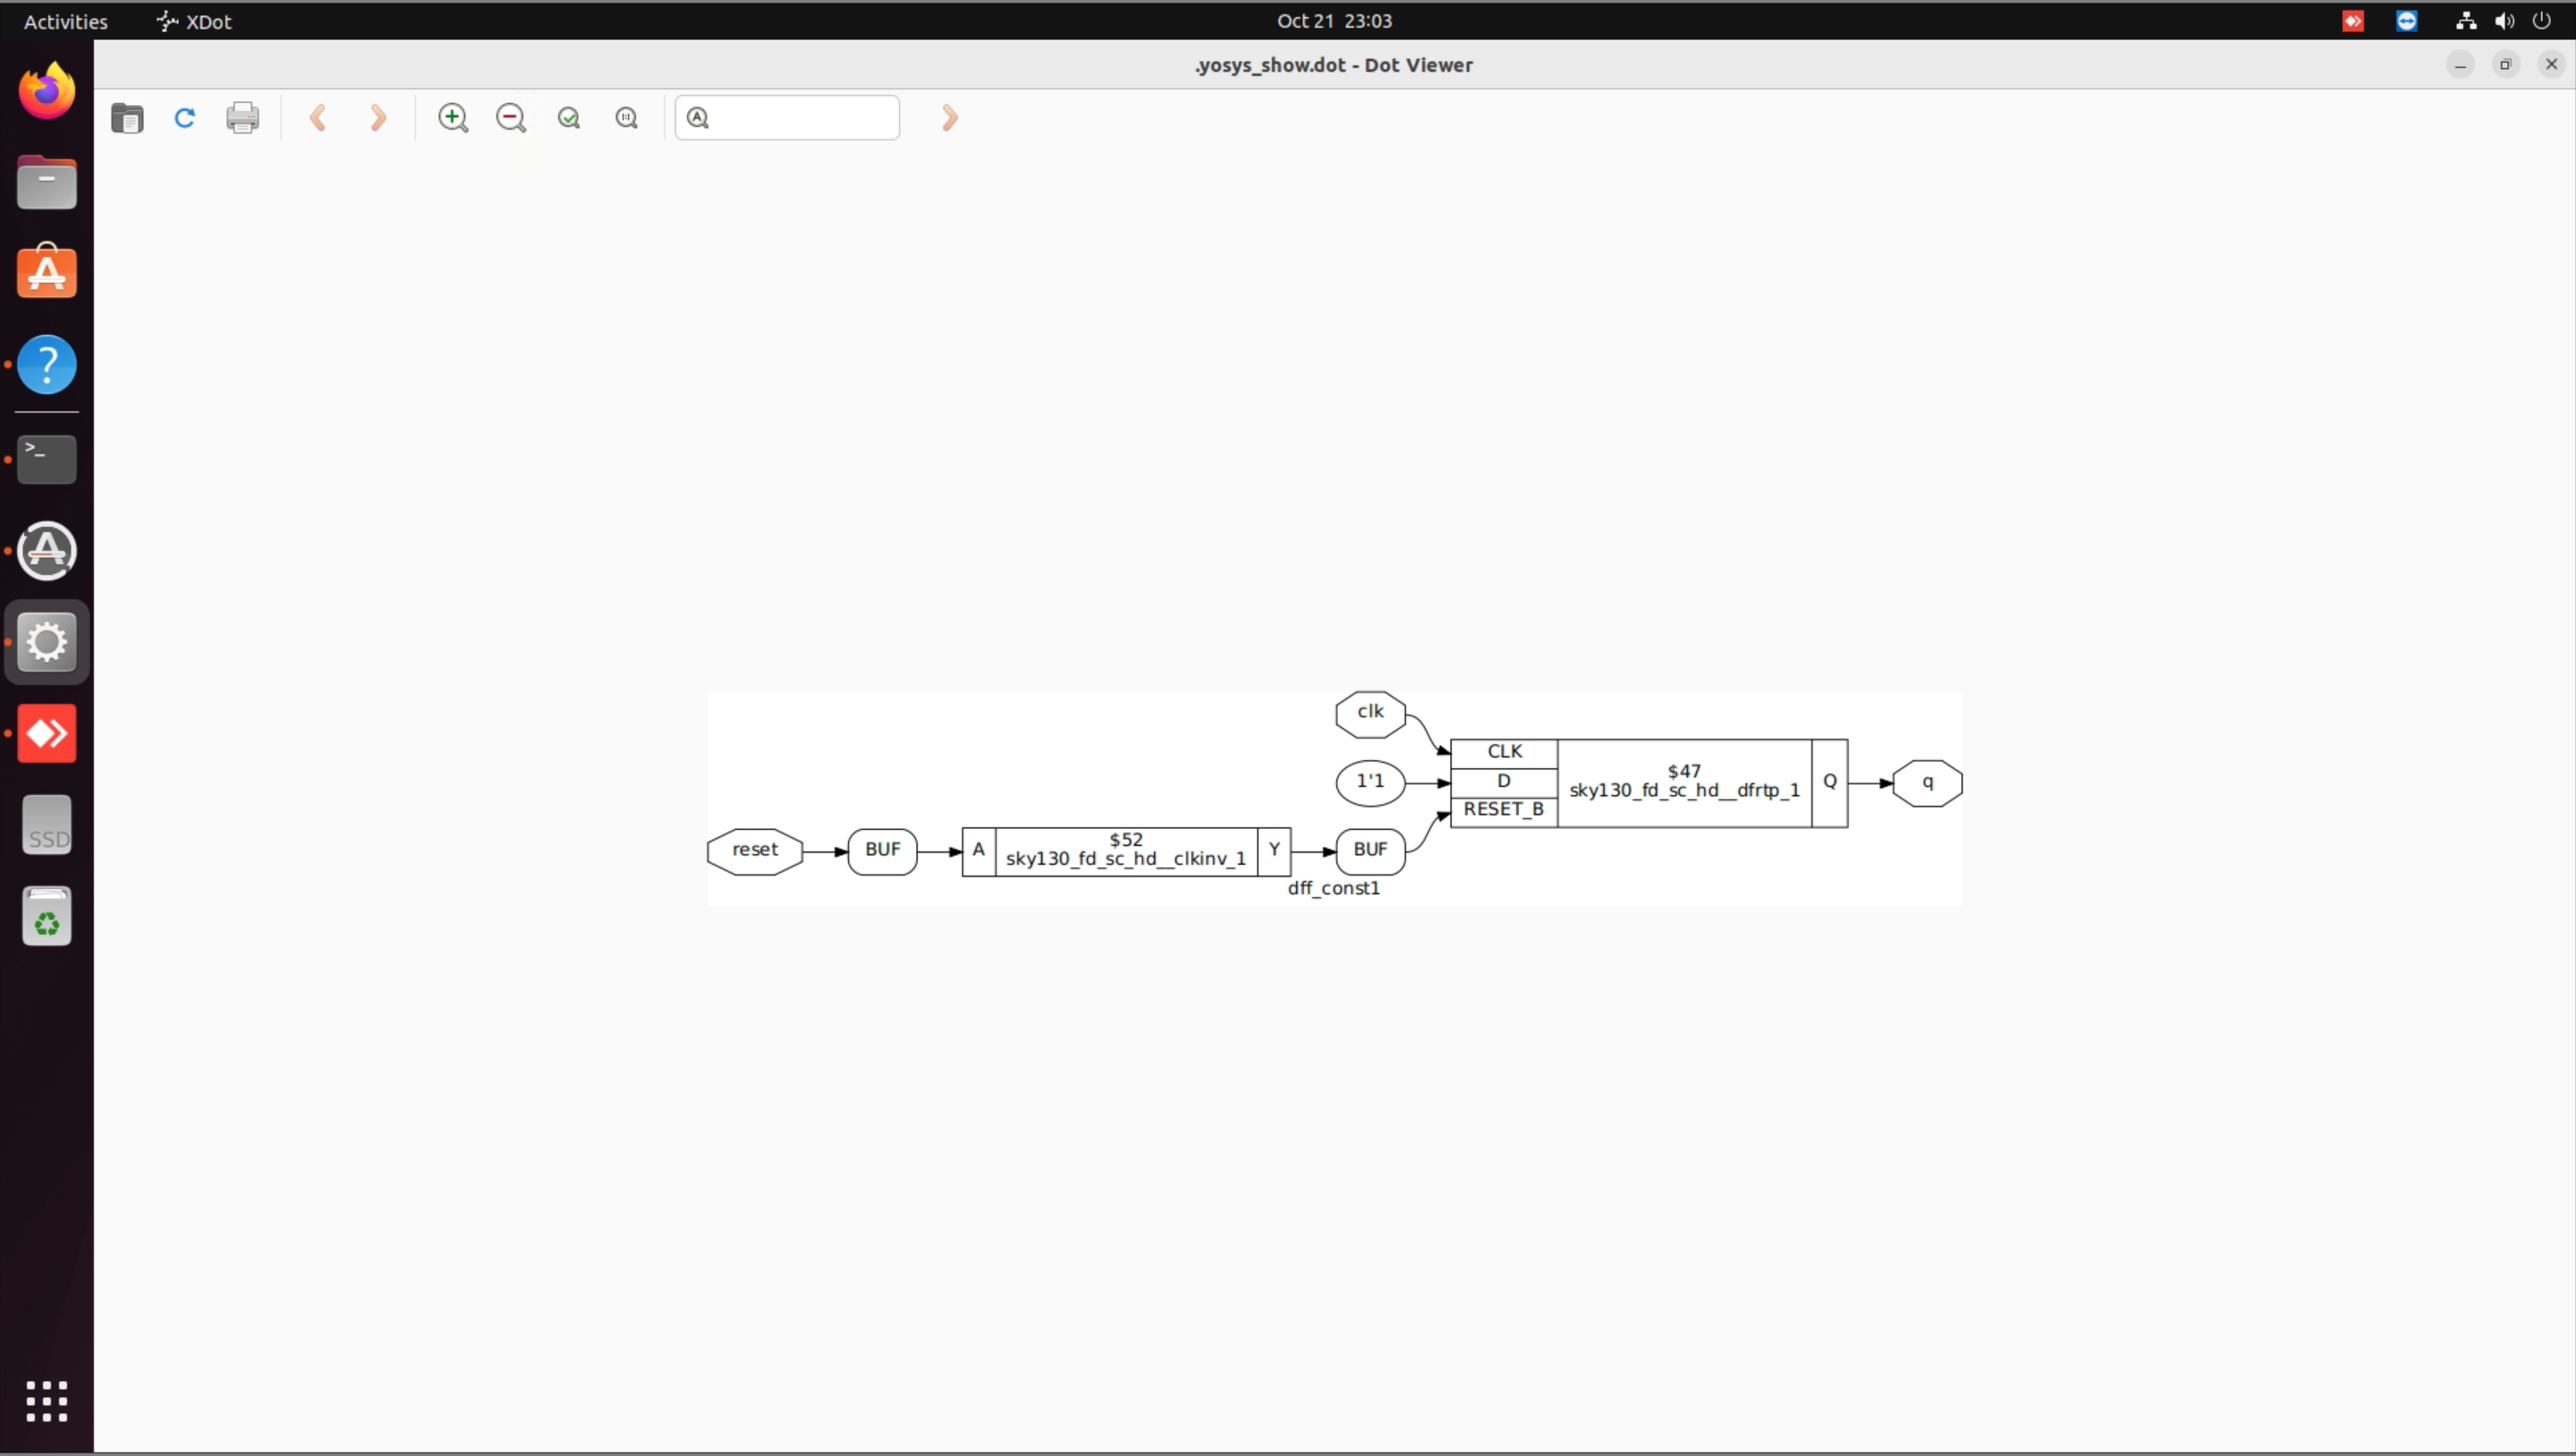 Activities
XDot
Oct 21 23:03
.yosys_show.dot - Dot Viewer
clk
CLK
1'1
D
$47
sky130_fd_sc_hd__dfrtp_1
Q
q
RESET_B
reset
BUF
A
$52
sky130_fd_sc_hd__clkinv_1
Y
BUF
dff_const1
SSD